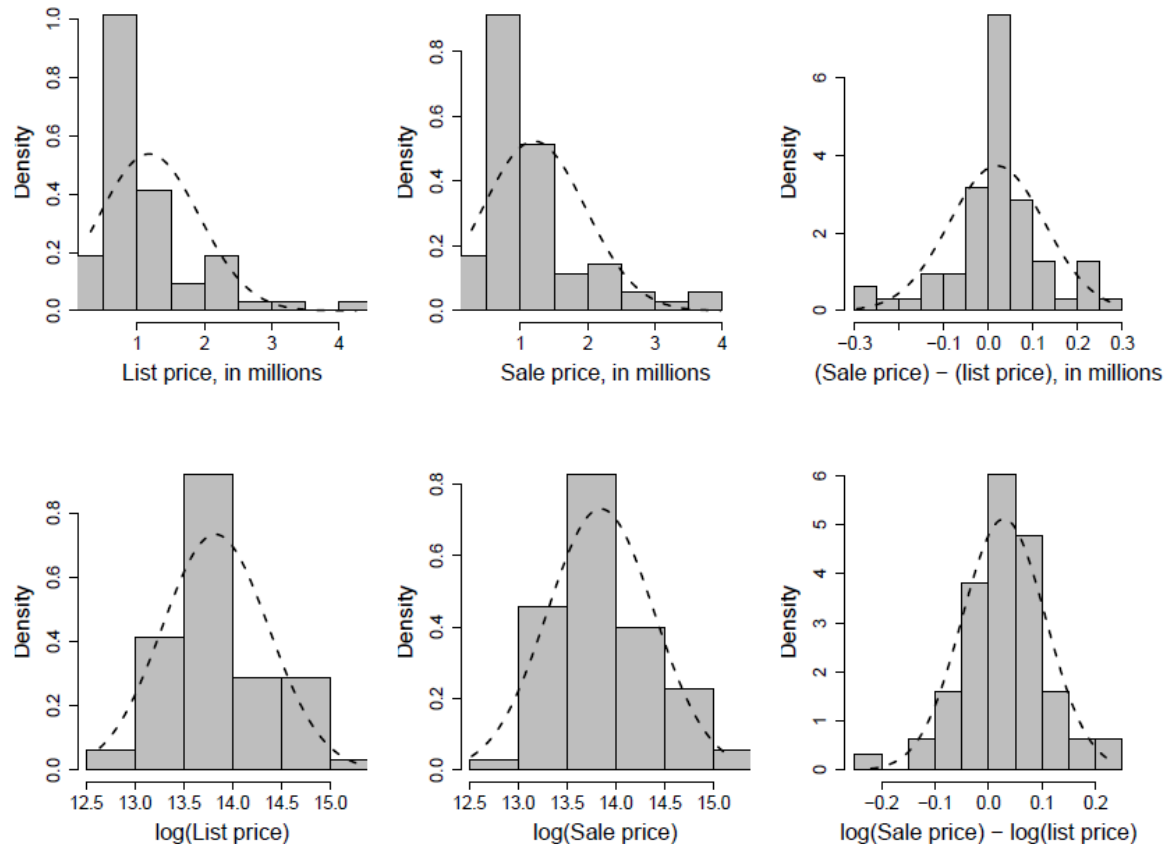 Density
0.0 0.2 0.4 0.6 0.8 1.0
1 2 3 4
List price, in millions
Density
0.0 0.2 0.4 0.6 0.8
1 2 3 4
Sale price, in millions
Density
0 2 4 6
−0.3 −0.1 0.0 0.1 0.2 0.3
(Sale price) − (list price), in millions
Density
0.0 0.2 0.4 0.6 0.8
12.5 13.0 13.5 14.0 14.5 15.0
log(List price)
Density
0.0 0.2 0.4 0.6 0.8
12.5 13.0 13.5 14.0 14.5 15.0
log(Sale price)
Density
0 1 2 3 4 5 6
−0.2 −0.1 0.0 0.1 0.2
log(Sale price) − log(list price)